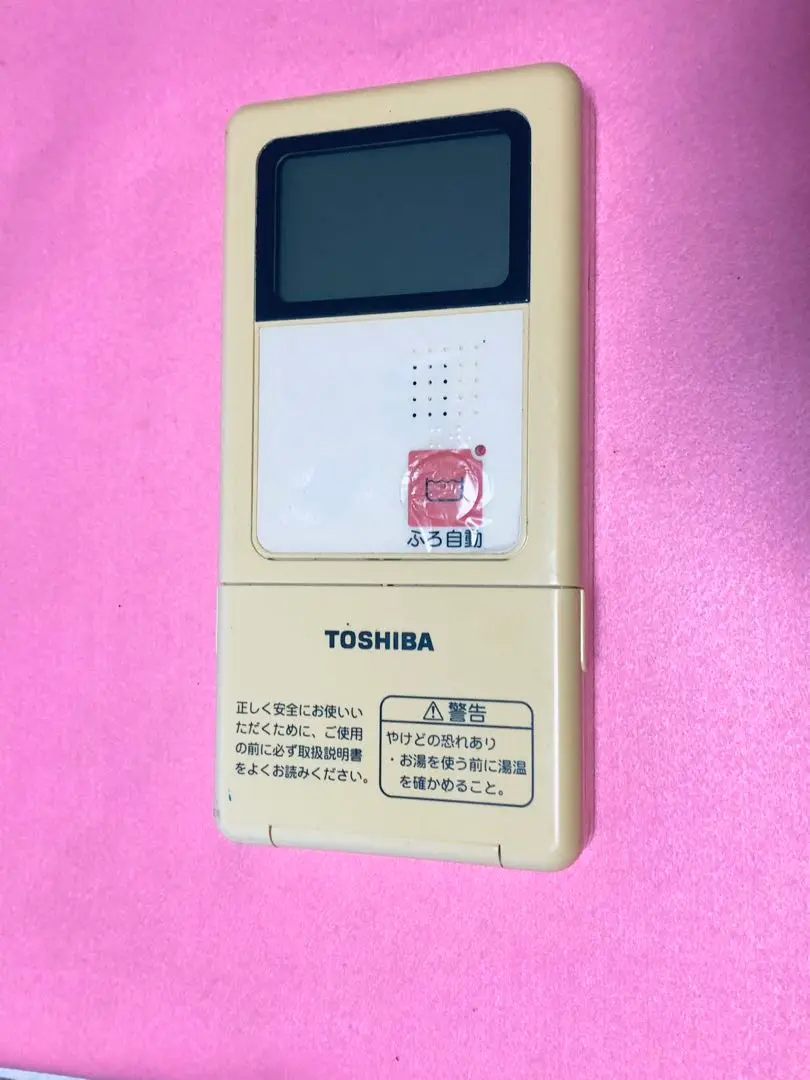 ふろ自動
TOSHIBA
正しく安全にお使いい
ただくために、ご使用
の前に必ず取扱説明書
をよくお読みください。
⚠警告
やけどの恐れあり
・お湯を使う前に湯温
を確かめること。